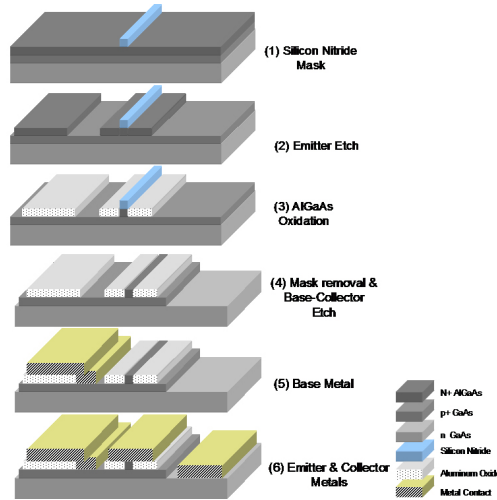 (1) Silicon Nitride
Mask
(2) Emitter Etch
(3) AlGaAs
Oxidation
(4) Mask removal &
Base-Collector
Etch
(5) Base Metal
(6) Emitter & Collector
Metals
N+ AlGaAs
p+ GaAs
n GaAs
Silicon Nitride
Aluminum Oxide
Metal Contact